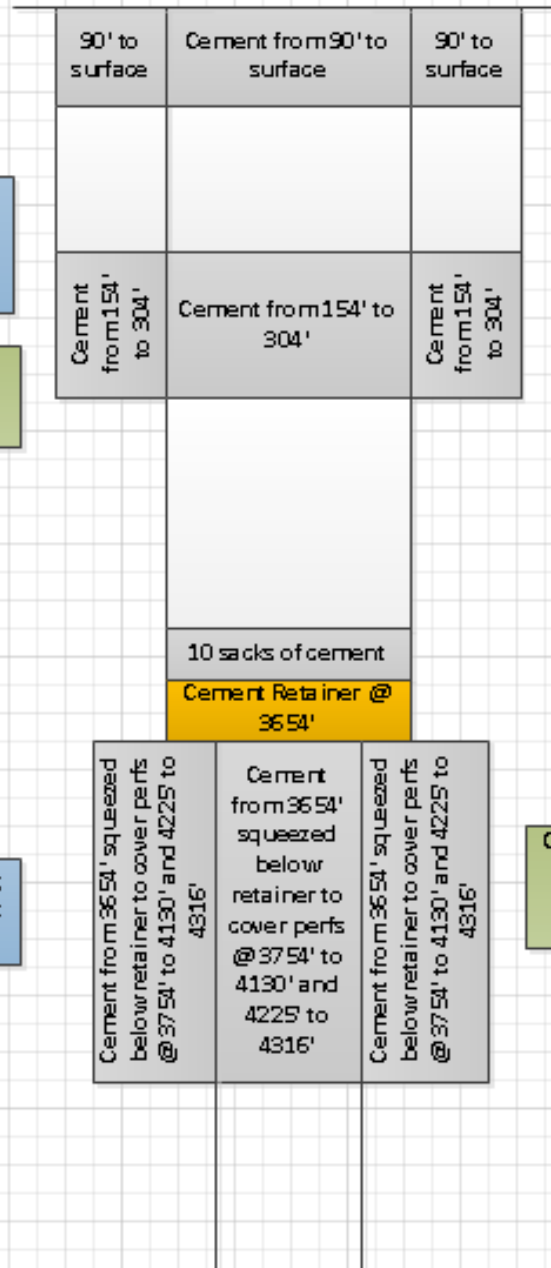 90' to
surface
Cement from 90' to
surface
90' to
surface
Cement
from 154'
to 304'
Cement from 154' to
304'
Cement
from 154'
to 304'
10 sacks of cement
Cement Retainer @
3654'
Cement from 3654' squeezed
below retainer to cover perfs
@ 3754' to 4130' and 4225' to
4316'
Cement
from 3654'
squeezed
below
retainer to
cover perfs
@ 3754' to
4130' and
4225' to
4316'
Cement from 3654' squeezed
below retainer to cover perfs
@ 3754' to 4130' and 4225' to
4316'